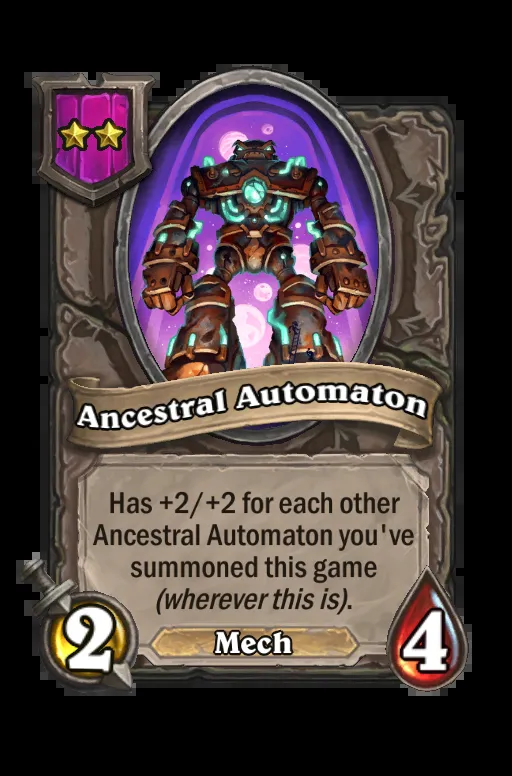 Ancestral Automaton
Has +2/+2 for each other
Ancestral Automaton you've
summoned this game
(wherever this is).
2
Mech
4